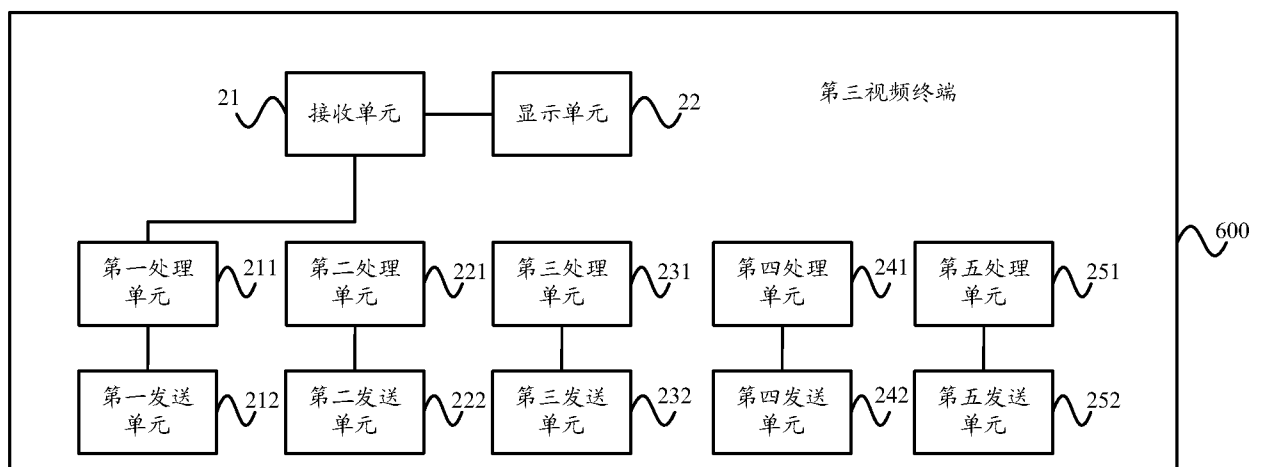 第三视频终端
21
接收单元
显示单元
22
600
第一处理
单元
211
第二处理
单元
221
第三处理
单元
231
第四处理
单元
241
第五处理
单元
251
第一发送
单元
212
第二发送
单元
222
第三发送
单元
232
第四发送
单元
242
第五发送
单元
252